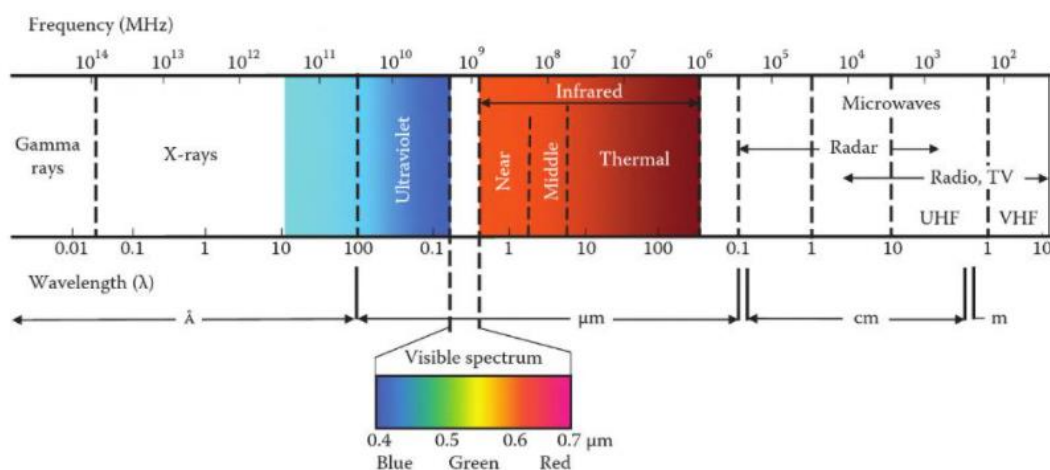 Frequency (MHz)
10¹⁴ 10¹³ 10¹² 10¹¹ 10¹⁰ 10⁹ 10⁸ 10⁷ 10⁶ 10⁵ 10⁴ 10³ 10²
Gamma rays
X-rays
Ultraviolet
Infrared
Near
Middle
Thermal
Microwaves
Radar
Radio, TV
UHF
VHF
0.01 0.1 1 10 100 0.1 1 10 100 0.1 1 10 1 10
Wavelength (λ)
Å μm cm m
Visible spectrum
0.4 0.5 0.6 0.7 μm
Blue Green Red